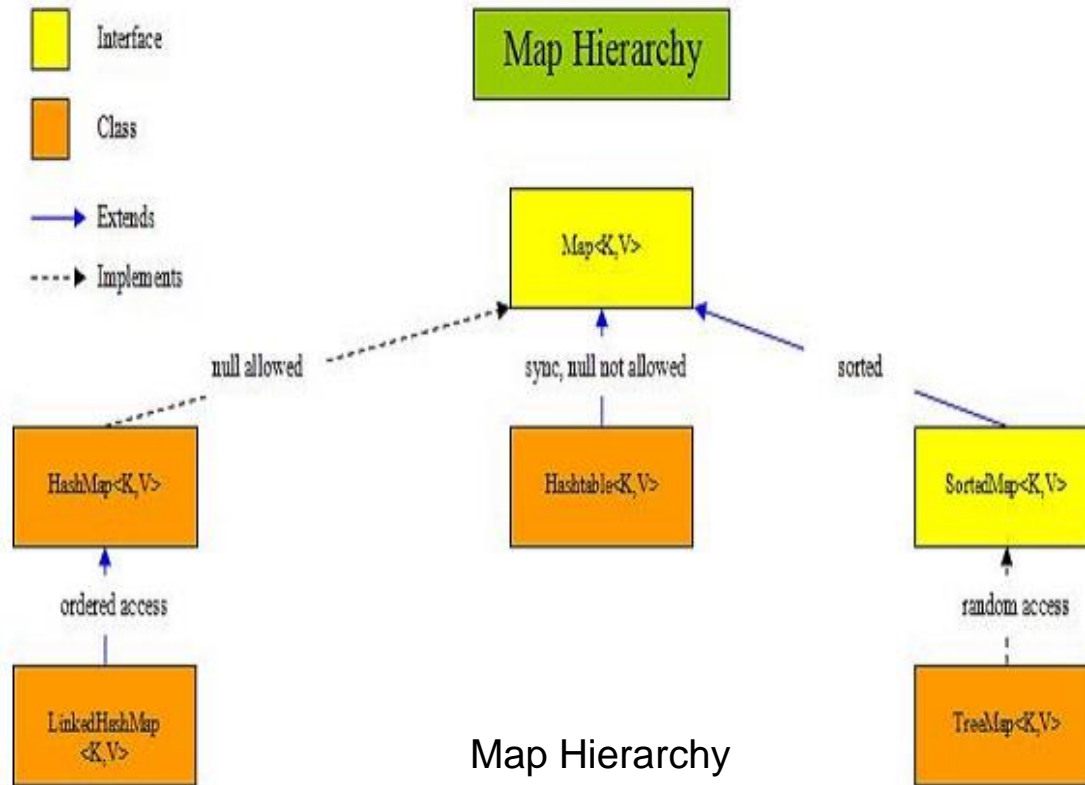 Interface
Map Hierarchy
Class
Extends
Implements
Map<K,V>
null allowed
sync, null not allowed
sorted
HashMap<K,V>
Hashtable<K,V>
SortedMap<K,V>
ordered access
random access
LinkedHashMap
<K,V>
TreeMap<K,V>
Map Hierarchy